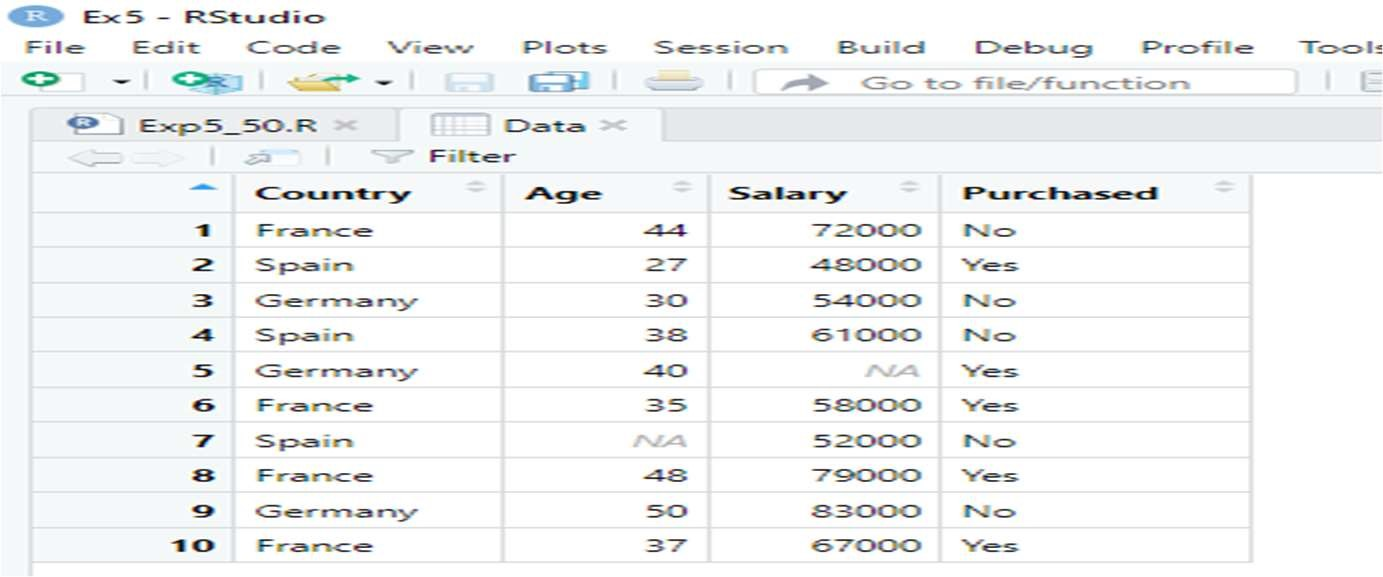 R Ex5 - RStudio
File Edit Code View Plots Session Build Debug Profile Tools
Go to file/function
Exp5_50.R Data
Filter
Country Age Salary Purchased
1 France 44 72000 No
2 Spain 27 48000 Yes
3 Germany 30 54000 No
4 Spain 38 61000 No
5 Germany 40 NA Yes
6 France 35 58000 Yes
7 Spain NA 52000 No
8 France 48 79000 Yes
9 Germany 50 83000 No
10 France 37 67000 Yes